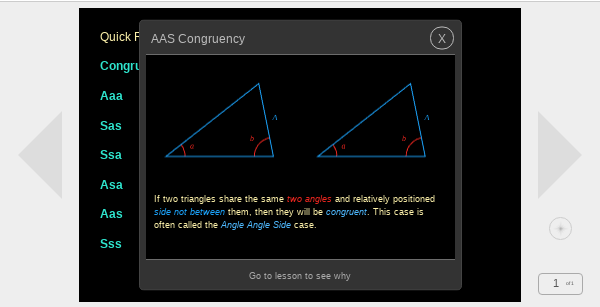 Quick
AAS Congruency
X
Aaa
Sas
Ssa
Asa
Aas
Sss
a
b
A
a
b
A
If two triangles share the same two angles and relatively positioned
side not between them, then they will be congruent. This case is
often called the Angle Angle Side case.
Go to lesson to see why
1 of 1